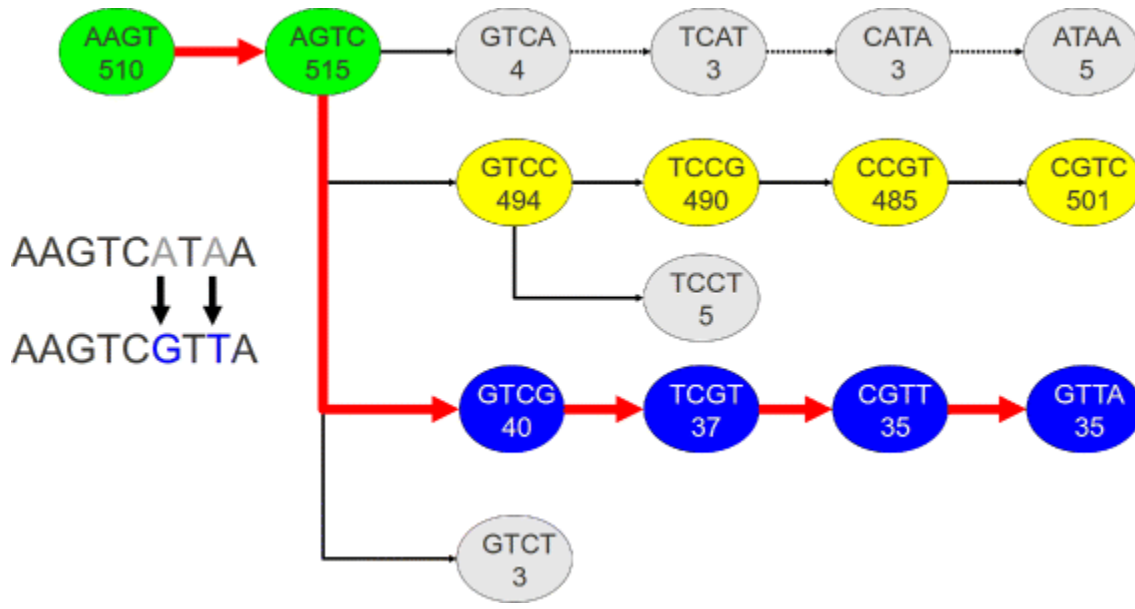 AAGT
510
AGTC
515
GTCA
4
TCAT
3
CATA
3
ATAA
5
GTCC
494
TCCG
490
CCGT
485
CGTC
501
AAGTCATAA
TCCT
5
AAGTCGTTA
GTCG
40
TCGT
37
CGTT
35
GTTA
35
GTCT
3